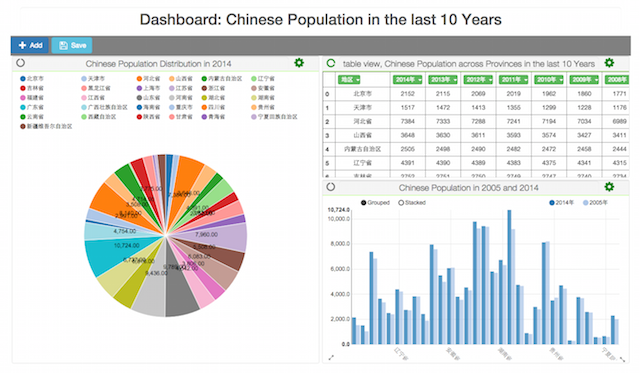 Dashboard: Chinese Population in the last 10 Years
Add Save
Chinese Population Distribution in 2014
北京市 天津市 河北省 山西省 内蒙古自治区 辽宁省
吉林省 黑龙江省 上海市 江苏省 浙江省 安徽省
福建省 江西省 山东省 河南省 湖北省 湖南省
广东省 广西壮族自治区 海南省 重庆市 四川省 贵州省
云南省 西藏自治区 陕西省 甘肃省 青海省 宁夏回族自治区
新疆维吾尔自治区
7,960.00
4,754.00
10,724.00
9,436.00
table view, Chinese Population across Provinces in the last 10 Years
地区 2014年 2013年 2012年 2011年 2010年 2009年
0 北京市 2152 2115 2069 2019 1962 1860 1771
1 天津市 1517 1472 1413 1355 1299 1228 1176
2 河北省 7384 7333 7288 7241 7194 7034 6989
3 山西省 3648 3630 3611 3593 3574 3427 3411
4 内蒙古自治区 2505 2498 2490 2482 2472 2458 2444
5 辽宁省 4391 4390 4389 4383 4375 4341 4315
Chinese Population in 2005 and 2014
Grouped Stacked 2014年 2005年
10,724.0
10,000.0
8,000.0
6,000.0
4,000.0
2,000.0
0.0
辽宁省 安徽省 湖南省 贵州省 宁夏回